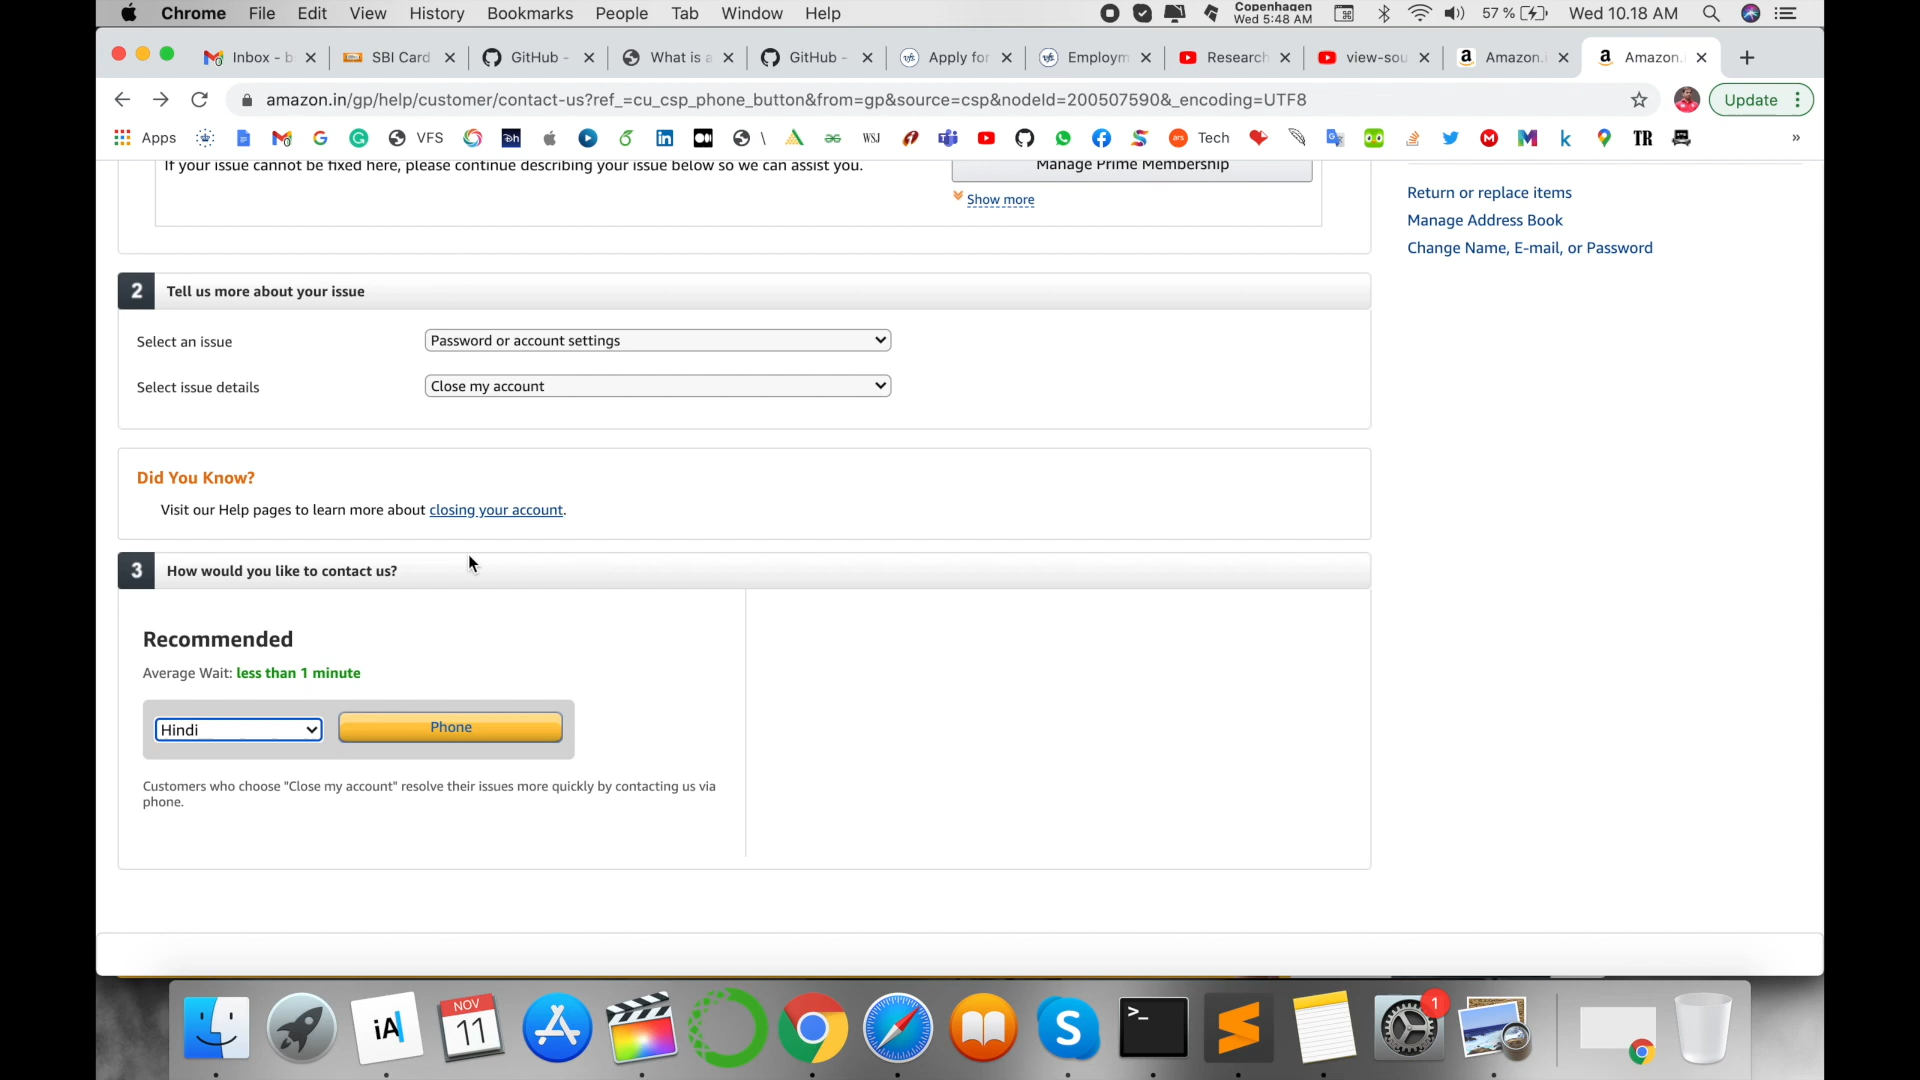 Chrome File Edit View History Bookmarks People Tab Window Help
Copenhagen
Wed 5:48 AM
57 %
Wed 10.18 AM
Inbox - b
SBI Card
GitHub -
What is a
GitHub -
Apply for
Employm
Research
view-sou
Amazon.i
Amazon.
amazon.in/gp/help/customer/contact-us?ref_=cu_csp_phone_button&from=gp&source=csp&nodeId=200507590&_encoding=UTF8
Update
Apps
VFS
WSJ
Tech
TR
If your issue cannot be fixed here, please continue describing your issue below so we can assist you.
Manage Prime Membership
Show more
Return or replace items
Manage Address Book
Change Name, E-mail, or Password
2 Tell us more about your issue
Select an issue
Password or account settings
Select issue details
Close my account
Did You Know?
Visit our Help pages to learn more about closing your account.
3 How would you like to contact us?
Recommended
Average Wait: less than 1 minute
Hindi
Phone
Customers who choose "Close my account" resolve their issues more quickly by contacting us via
phone.
iA
NOV
11
1